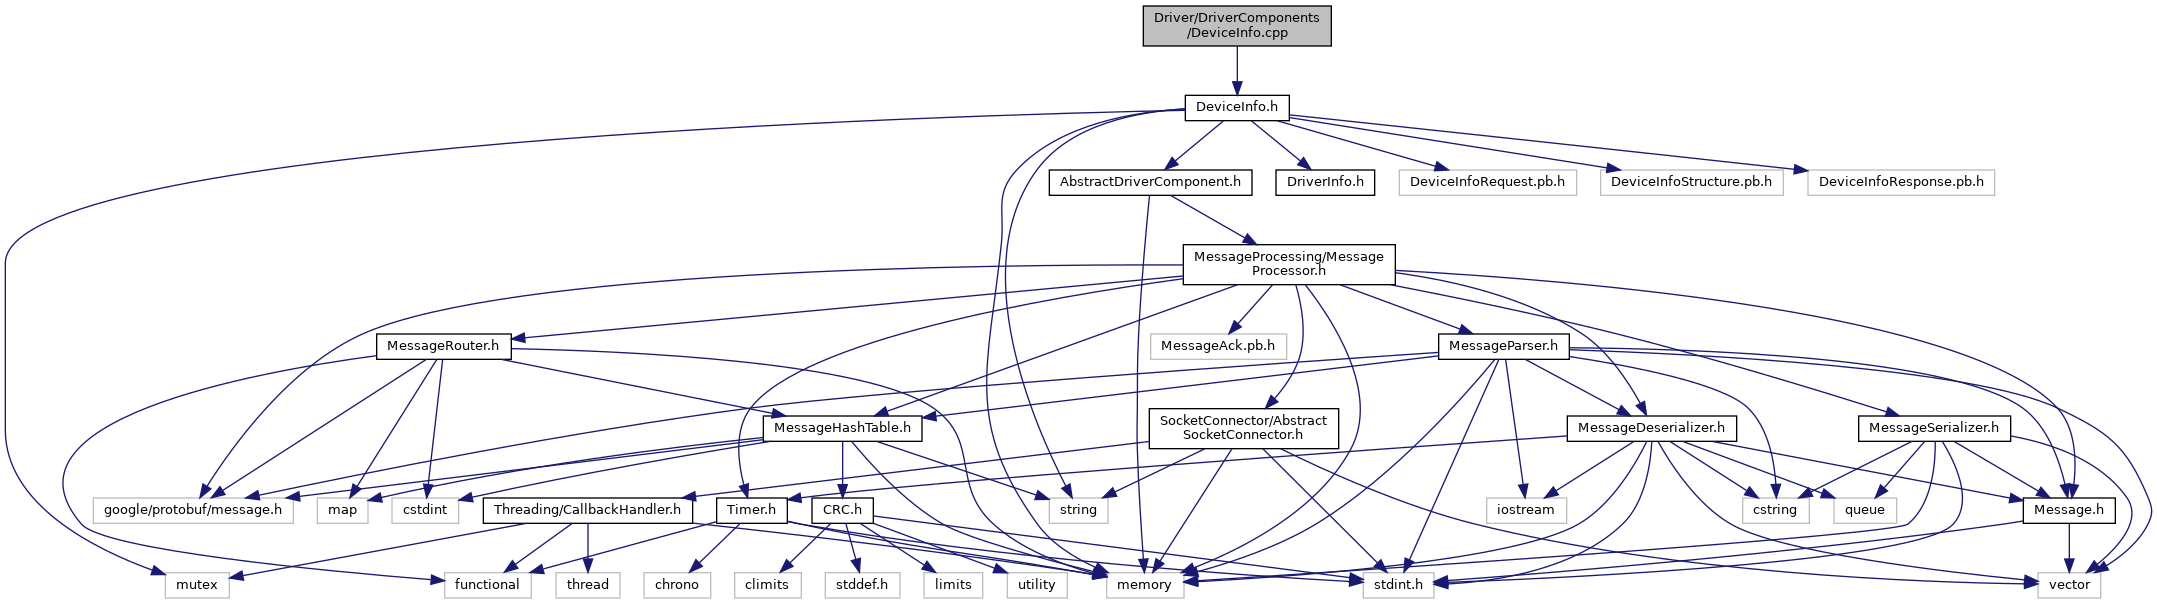 Driver/DriverComponents
/DeviceInfo.cpp
DeviceInfo.h
AbstractDriverComponent.h
DriverInfo.h
DeviceInfoRequest.pb.h
DeviceInfoStructure.pb.h
DeviceInfoResponse.pb.h
MessageProcessing/Message
Processor.h
MessageRouter.h
MessageAck.pb.h
MessageParser.h
MessageHashTable.h
SocketConnector/Abstract
SocketConnector.h
MessageDeserializer.h
MessageSerializer.h
google/protobuf/message.h
map
cstdint
Threading/CallbackHandler.h
Timer.h
CRC.h
string
iostream
cstring
queue
Message.h
mutex
functional
thread
chrono
climits
stddef.h
limits
utility
memory
stdint.h
vector